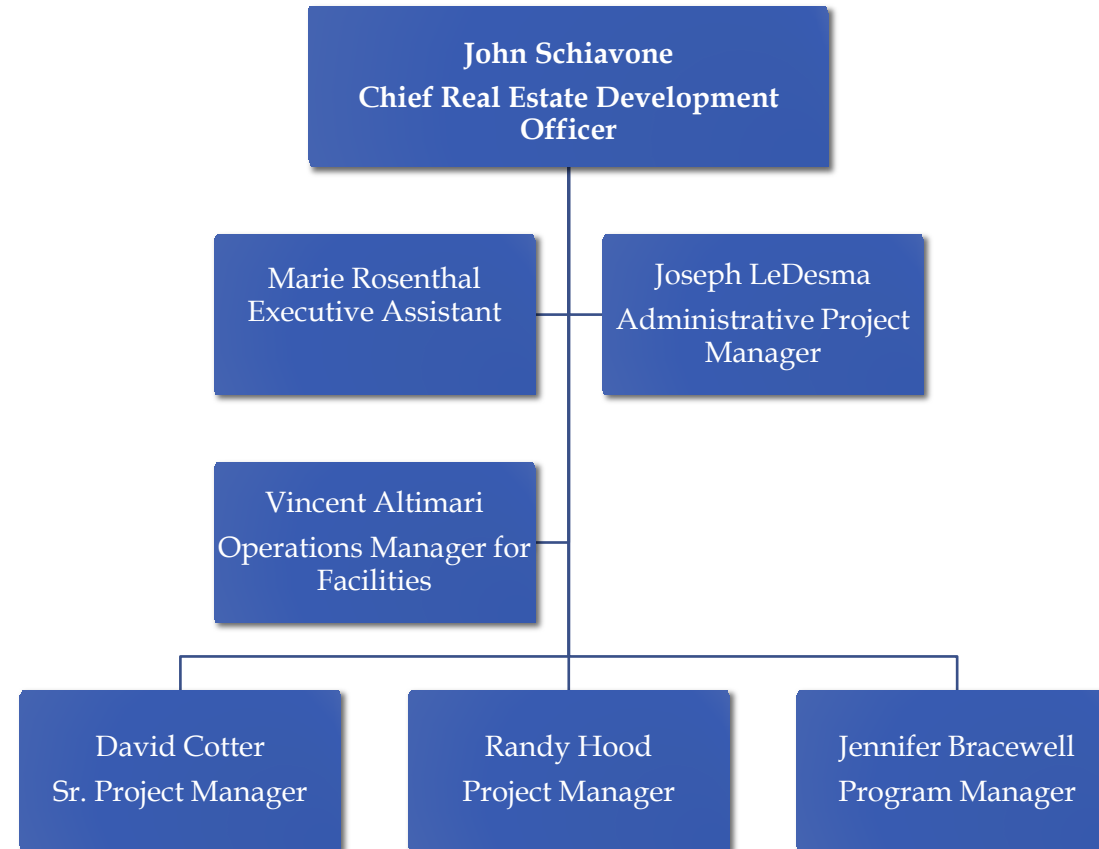 John Schiavone
Chief Real Estate Development
Officer
Marie Rosenthal
Executive Assistant
Joseph LeDesma
Administrative Project
Manager
Vincent Altimari
Operations Manager for
Facilities
David Cotter
Sr. Project Manager
Randy Hood
Project Manager
Jennifer Bracewell
Program Manager